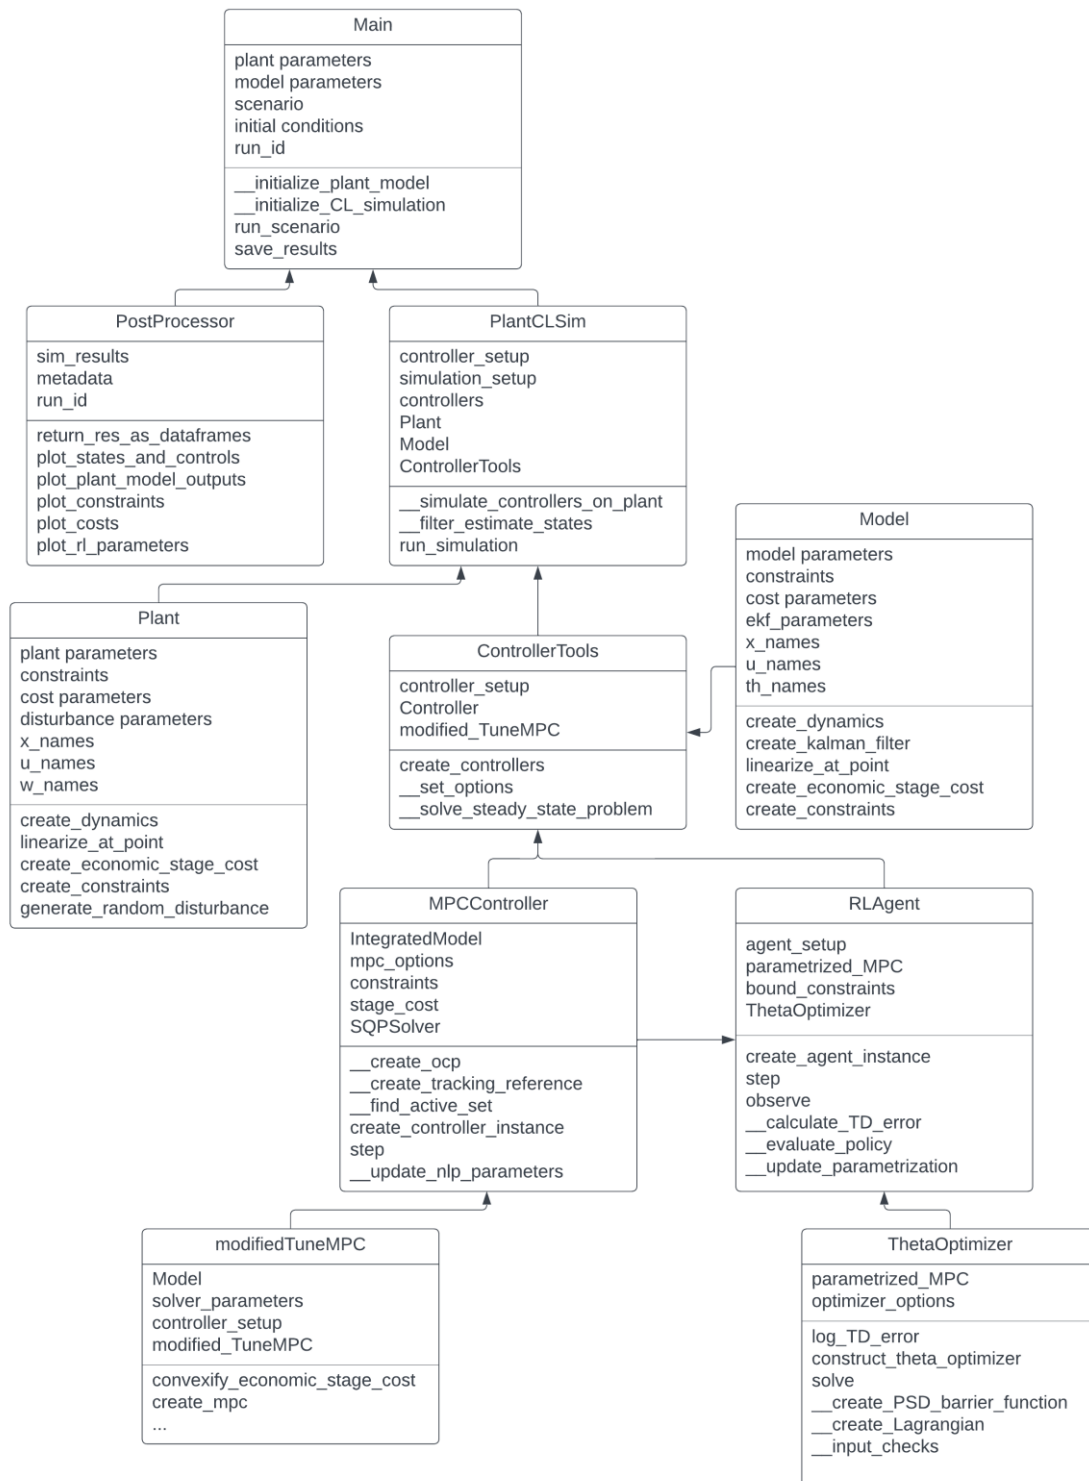 Main
plant parameters
model parameters
scenario
initial conditions
run_id
__initialize_plant_model
__initialize_CL_simulation
run_scenario
save_results
PostProcessor
sim_results
metadata
run_id
return_res_as_dataframes
plot_states_and_controls
plot_plant_model_outputs
plot_constraints
plot_costs
plot_rl_parameters
PlantCLSim
controller_setup
simulation_setup
controllers
Plant
Model
ControllerTools
__simulate_controllers_on_plant
__filter_estimate_states
run_simulation
Model
model parameters
constraints
cost parameters
ekf_parameters
x_names
u_names
th_names
create_dynamics
create_kalman_filter
linearize_at_point
create_economic_stage_cost
create_constraints
Plant
plant parameters
constraints
cost parameters
disturbance parameters
x_names
u_names
w_names
create_dynamics
linearize_at_point
create_economic_stage_cost
create_constraints
generate_random_disturbance
ControllerTools
controller_setup
Controller
modified_TuneMPC
create_controllers
__set_options
__solve_steady_state_problem
MPCController
IntegratedModel
mpc_options
constraints
stage_cost
SQPSolver
__create_ocp
__create_tracking_reference
__find_active_set
create_controller_instance
step
__update_nlp_parameters
RLAgent
agent_setup
parametrized_MPC
bound_constraints
ThetaOptimizer
create_agent_instance
step
observe
__calculate_TD_error
__evaluate_policy
__update_parametrization
modifiedTuneMPC
Model
solver_parameters
controller_setup
modified_TuneMPC
convexify_economic_stage_cost
create_mpc
...
ThetaOptimizer
parametrized_MPC
optimizer_options
log_TD_error
construct_theta_optimizer
solve
__create_PSD_barrier_function
__create_Lagrangian
__input_checks